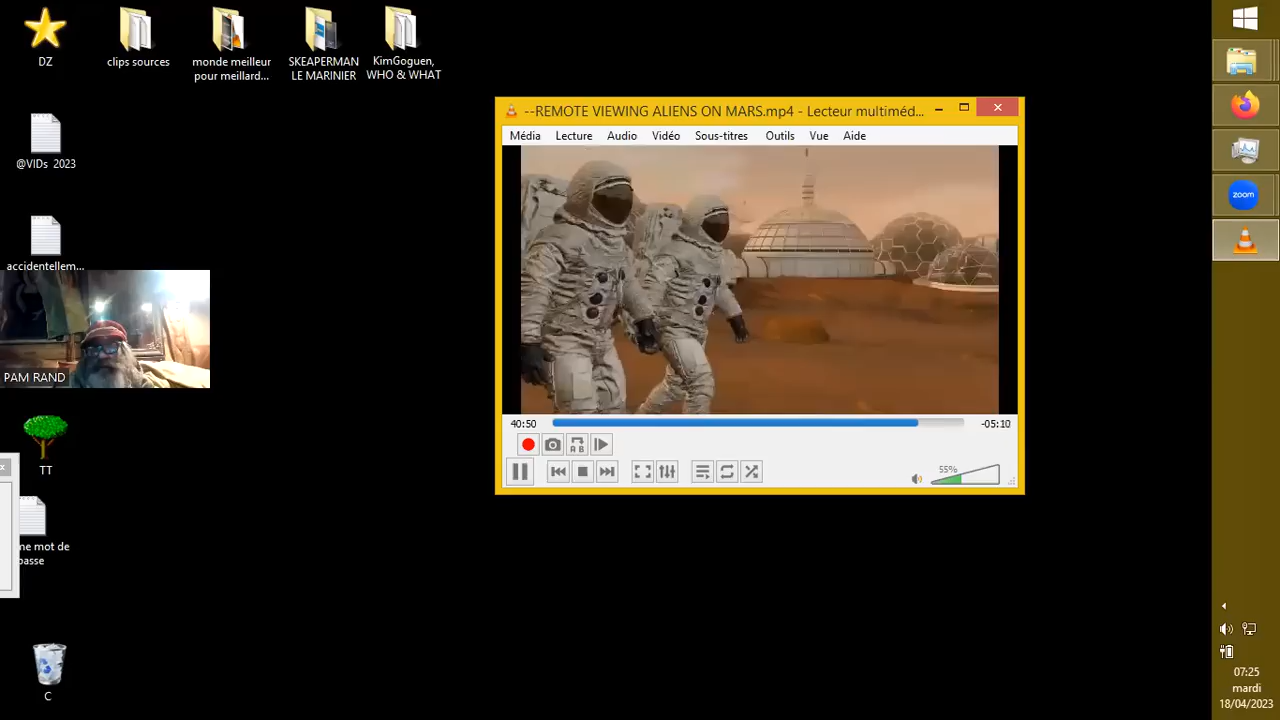 DZ
clips sources
monde meilleur
pour meillard...
SKEAPERMAN
LE MARINIER
KimGoguen,
WHO & WHAT
@VIDs 2023
accidentellem...
PAM RAND
TT
me mot de
passe
C
--REMOTE VIEWING ALIENS ON MARS.mp4 - Lecteur multiméd...
Média Lecture Audio Vidéo Sous-titres Outils Vue Aide
40:50
-05:10
A B
55%
zoom
07:25
mardi
18/04/2023